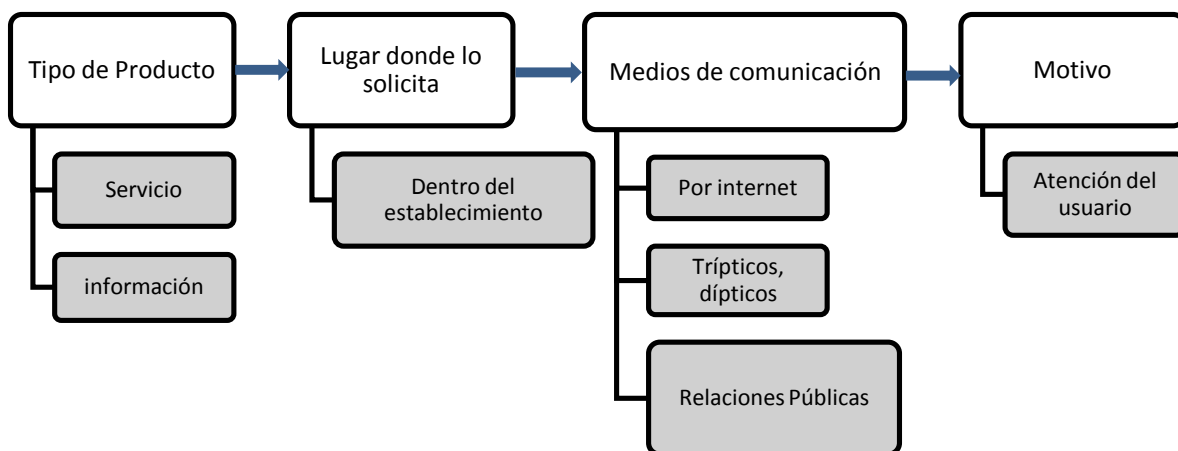 Tipo de Producto
Servicio
información
Lugar donde lo
solicita
Dentro del
establecimiento
Medios de comunicación
Por internet
Trípticos,
dípticos
Relaciones Públicas
Motivo
Atención del
usuario